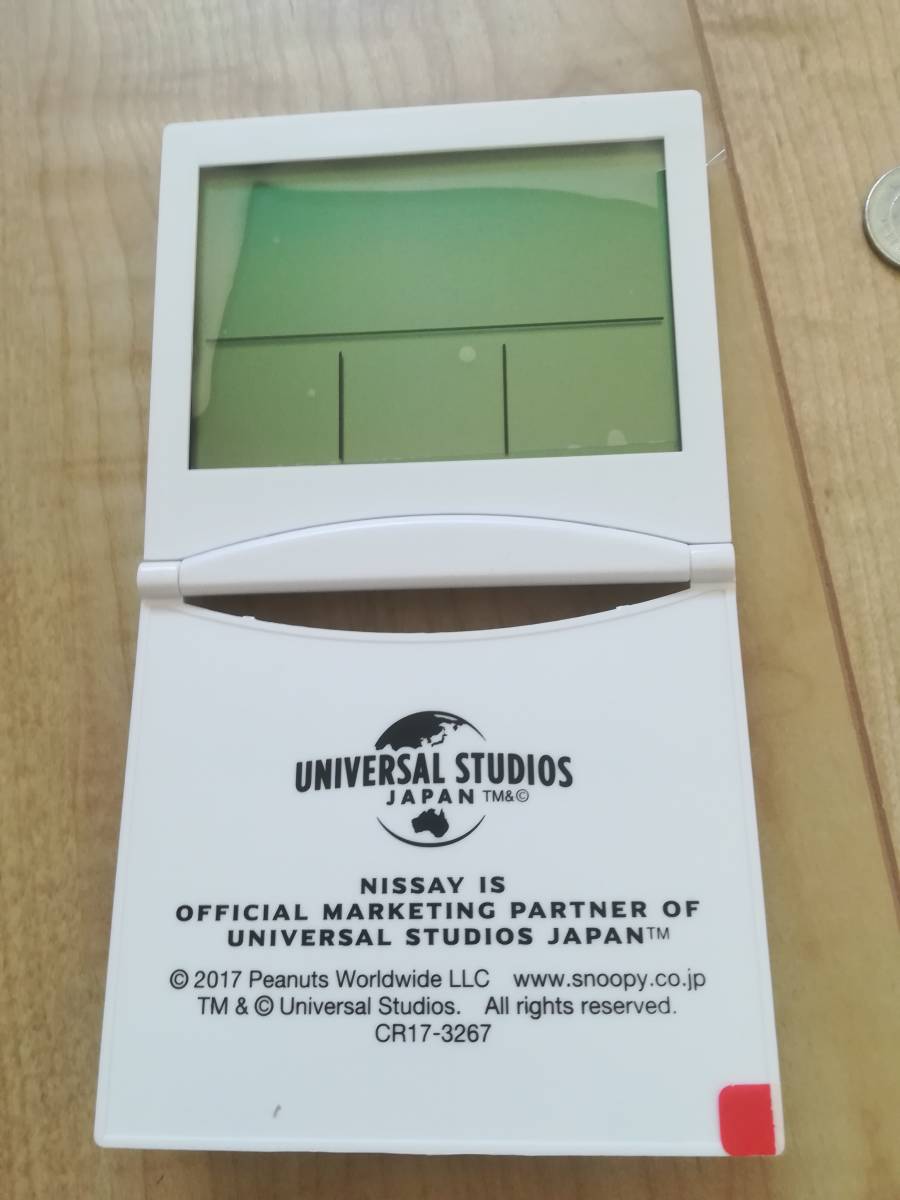 UNIVERSAL STUDIOS
JAPAN TM&©
NISSAY IS
OFFICIAL MARKETING PARTNER OF
UNIVERSAL STUDIOS JAPAN™
© 2017 Peanuts Worldwide LLC www.snoopy.co.jp
TM & © Universal Studios. All rights reserved.
CR17-3267